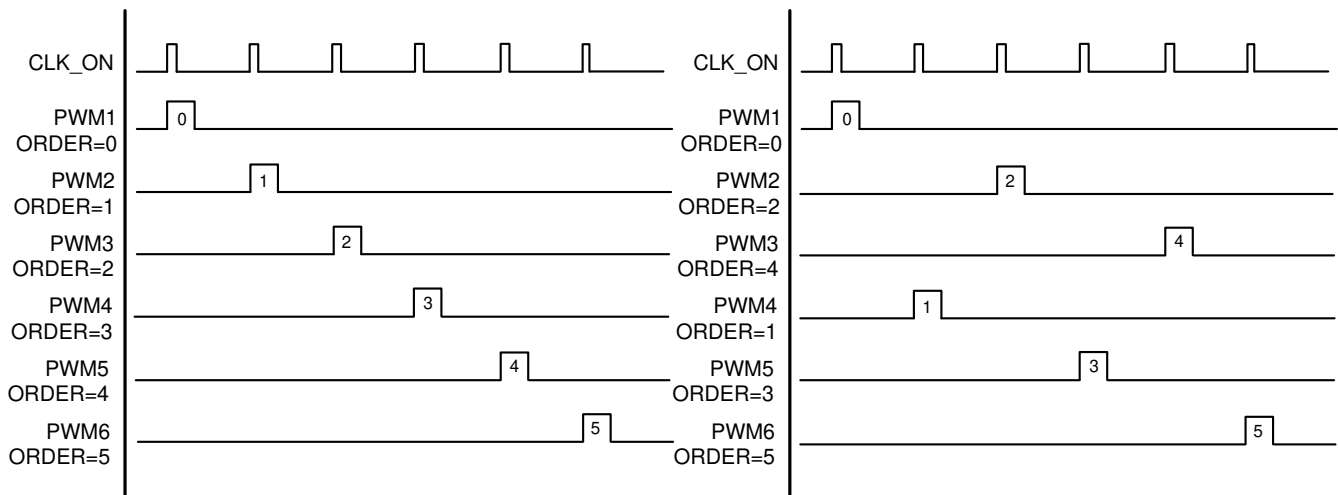 CLK_ON
PWM1
0
ORDER=0
PWM2
1
ORDER=1
PWM3
2
ORDER=2
PWM4
3
ORDER=3
PWM5
4
ORDER=4
PWM6
5
ORDER=5
CLK_ON
PWM1
0
ORDER=0
PWM2
2
ORDER=2
PWM3
4
ORDER=4
PWM4
1
ORDER=1
PWM5
3
ORDER=3
PWM6
5
ORDER=5